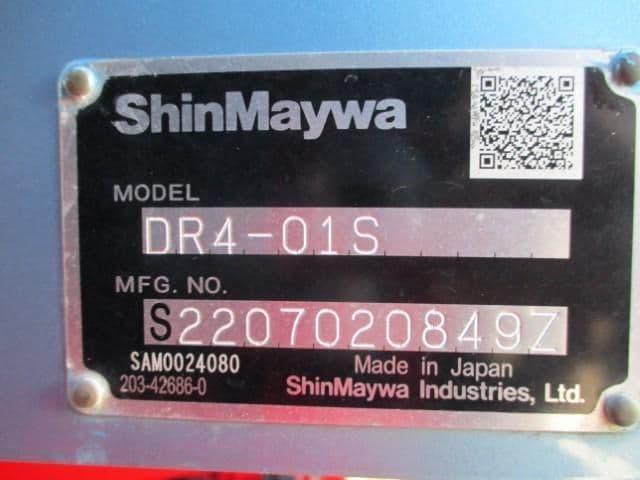 ShinMaywa
MODEL
DR4-01S
MFG. NO.
S2207020849Z
SAM0024080
Made in Japan
203-42686-0
ShinMaywa Industries, Ltd.